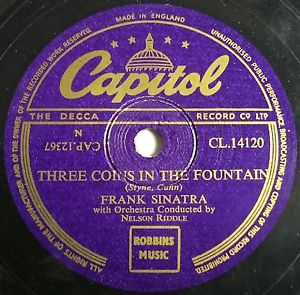 MADE IN ENGLAND
ALL RIGHTS OF THE MANUFACTURER AND OF THE OWNER OF THE RECORDED WORK RESERVED.
UNAUTHORISED PUBLIC PERFORMANCE BROADCASTING AND COPYING OF THIS RECORD PROHIBITED
Capitol
THE DECCA RECORD CO LTD
N
CAP.12367
CL.14120
THREE COINS IN THE FOUNTAIN
(Styne, Cahn)
FRANK SINATRA
with Orchestra Conducted by
NELSON RIDDLE
ROBBINS
MUSIC